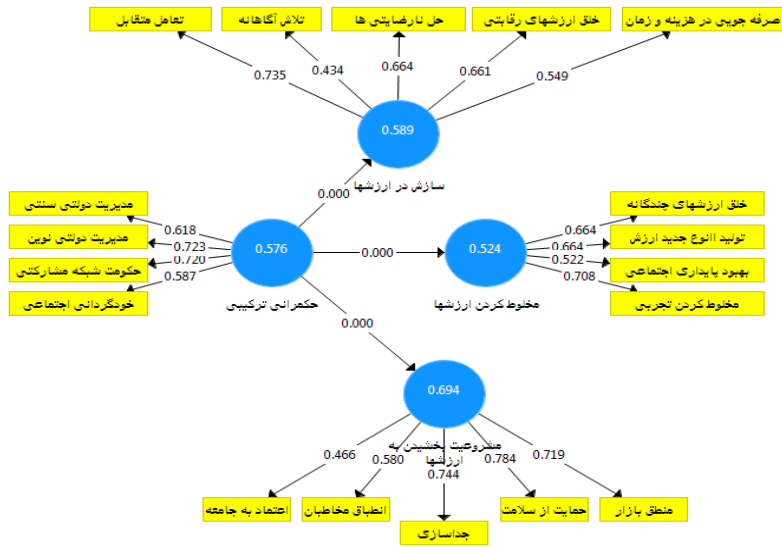 صرفه جویی در هزینه و زمان
خلق ارزشهای رقابتی
حل نارضایتی ها
تلاش آگاهانه
تعامل متقابل
0.735
0.434
0.664
0.661
0.549
0.589
سازش در ارزشها
0.000
مدیریت دولتی سنتی
مدیریت دولتی نوین
حکومت شبکه مشارکتی
خودگردانی اجتماعی
0.618
0.723
0.720
0.587
0.576
حکمرانی ترکیبی
0.000
0.524
مخلوط کردن ارزشها
0.664
0.664
0.522
0.708
خلق ارزشهای چندگانه
تولید اانوع جدید ارزش
بهبود پایداری اجتماعی
مخلوط کردن تجربی
0.000
0.694
مشروعیت بخشیدن به
ارزشها
0.466
0.580
0.744
0.784
0.719
اعتماد به جامعه
انطباق مخاطبان
جداسازی
حمایت از سلامت
منطق بازار